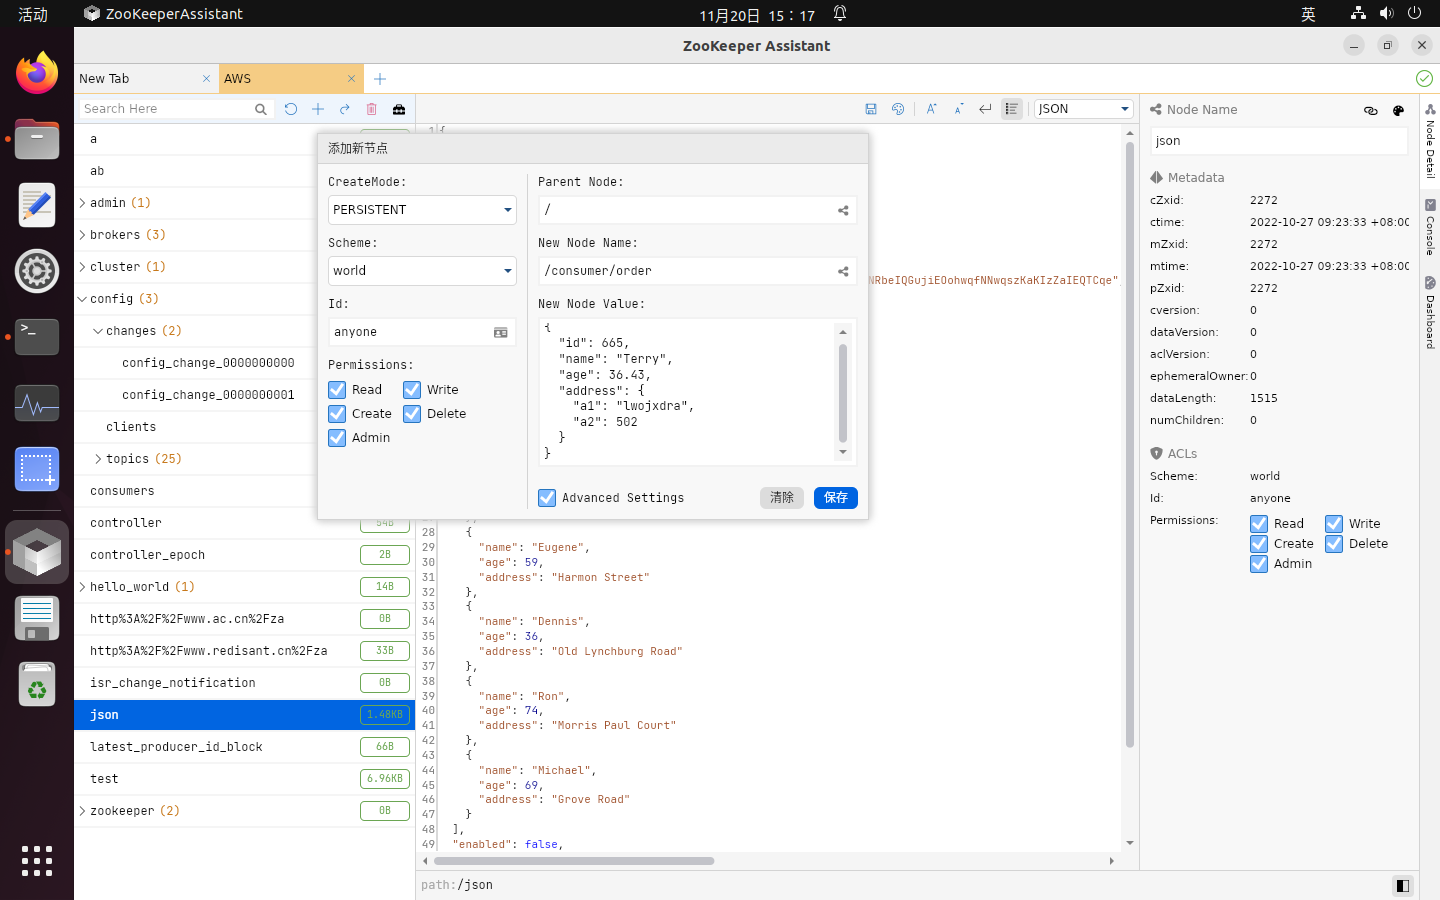 活动
ZooKeeperAssistant
11月20日 15：17
英
ZooKeeper Assistant
New Tab
AWS
Search Here
JSON
a
ab
admin (1)
brokers (3)
cluster (1)
config (3)
changes (2)
config_change_0000000000
config_change_0000000001
clients
topics (25)
consumers
controller 54B
controller_epoch 2B
hello_world (1) 14B
http%3A%2F%2Fwww.ac.cn%2Fza 0B
http%3A%2F%2Fwww.redisant.cn%2Fza 33B
isr_change_notification 0B
json 1.48KB
latest_producer_id_block 66B
test 6.96KB
zookeeper (2) 0B
添加新节点
CreateMode:
PERSISTENT
Scheme:
world
Id:
anyone
Permissions:
Read Write
Create Delete
Admin
Parent Node:
/
New Node Name:
/consumer/order
New Node Value:
{
"id": 665,
"name": "Terry",
"age": 36.43,
"address": {
"a1": "lwojxdra",
"a2": 502
}
}
Advanced Settings
清除
保存
1 {
NRbeIQGujiEOohwqfNNwqszKaKIzZaIEQTCqe",
28 {
29 "name": "Eugene",
30 "age": 59,
31 "address": "Harmon Street"
32 },
33 {
34 "name": "Dennis",
35 "age": 36,
36 "address": "Old Lynchburg Road"
37 },
38 {
39 "name": "Ron",
40 "age": 74,
41 "address": "Morris Paul Court"
42 },
43 {
44 "name": "Michael",
45 "age": 69,
46 "address": "Grove Road"
47 }
48 ],
49 "enabled": false,
path:/json
Node Name
json
Metadata
cZxid: 2272
ctime: 2022-10-27 09:23:33 +08:00
mZxid: 2272
mtime: 2022-10-27 09:23:33 +08:00
pZxid: 2272
cversion: 0
dataVersion: 0
aclVersion: 0
ephemeralOwner: 0
dataLength: 1515
numChildren: 0
ACLs
Scheme: world
Id: anyone
Permissions: Read Write
Create Delete
Admin
Node Detail
Console
Dashboard